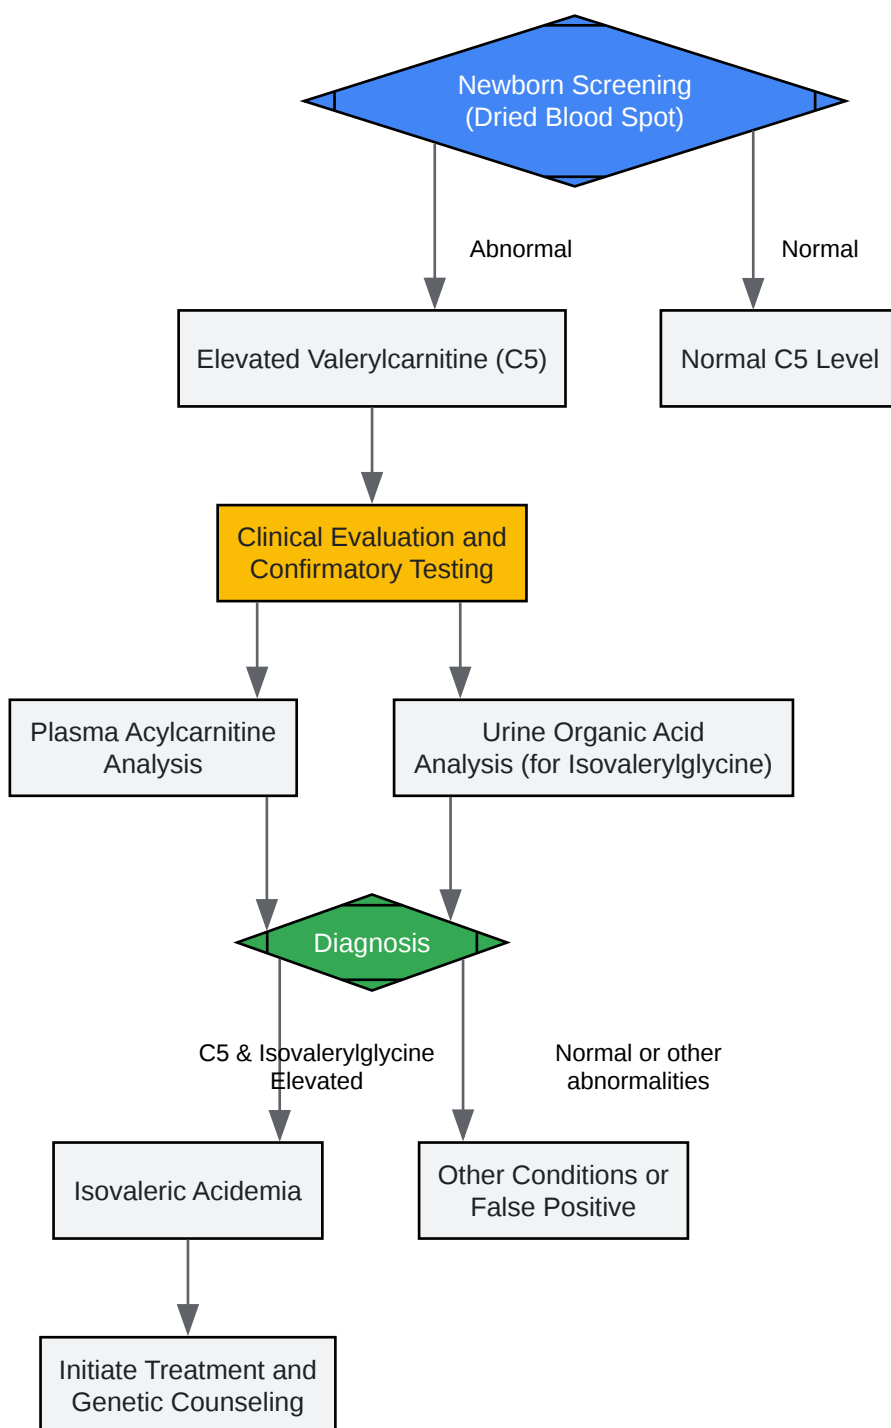 Newborn Screening
(Dried Blood Spot)
Abnormal
Normal
Elevated Valerylcarnitine (C5)
Normal C5 Level
Clinical Evaluation and
Confirmatory Testing
Plasma Acylcarnitine
Analysis
Urine Organic Acid
Analysis (for Isovalerylglycine)
Diagnosis
C5 & Isovalerylglycine
Elevated
Normal or other
abnormalities
Isovaleric Acidemia
Other Conditions or
False Positive
Initiate Treatment and
Genetic Counseling